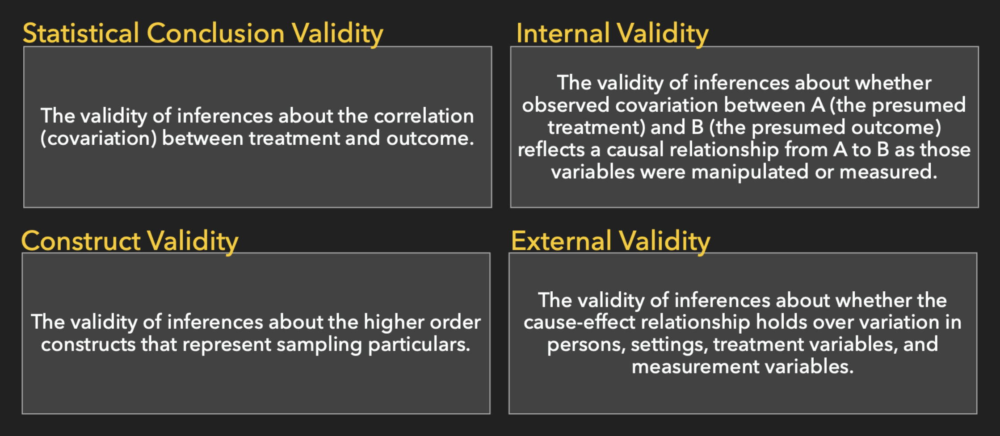 Statistical Conclusion Validity
The validity of inferences about the correlation
(covariation) between treatment and outcome.
Internal Validity
The validity of inferences about whether
observed covariation between A (the presumed
treatment) and B (the presumed outcome)
reflects a causal relationship from A to B as those
variables were manipulated or measured.
Construct Validity
The validity of inferences about the higher order
constructs that represent sampling particulars.
External Validity
The validity of inferences about whether the
cause-effect relationship holds over variation in
persons, settings, treatment variables, and
measurement variables.